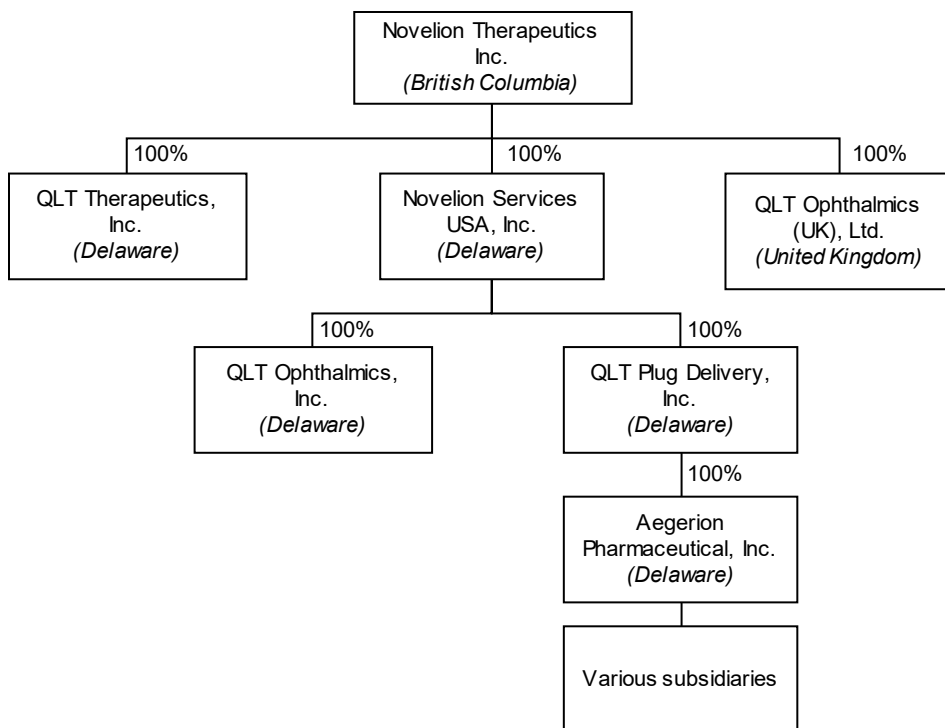 Novelion Therapeutics
Inc.
(British Columbia)
100%
100%
100%
QLT Therapeutics,
Inc.
(Delaware)
Novelion Services
USA, Inc.
(Delaware)
QLT Ophthalmics
(UK), Ltd.
(United Kingdom)
100%
100%
QLT Ophthalmics,
Inc.
(Delaware)
QLT Plug Delivery,
Inc.
(Delaware)
100%
Aegerion
Pharmaceutical, Inc.
(Delaware)
Various subsidiaries